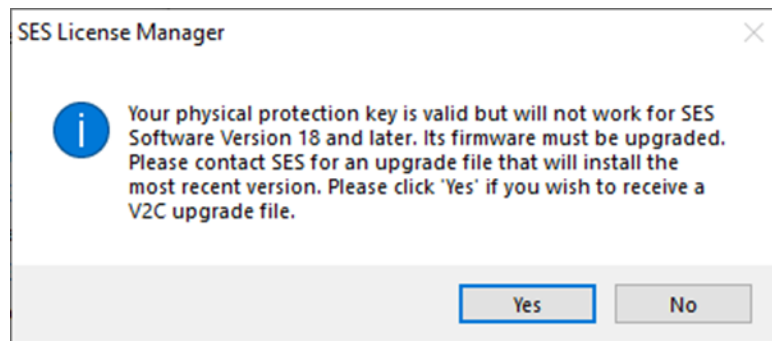 SES License Manager
Your physical protection key is valid but will not work for SES
Software Version 18 and later. Its firmware must be upgraded.
Please contact SES for an upgrade file that will install the
most recent version. Please click 'Yes' if you wish to receive a
V2C upgrade file.
Yes No